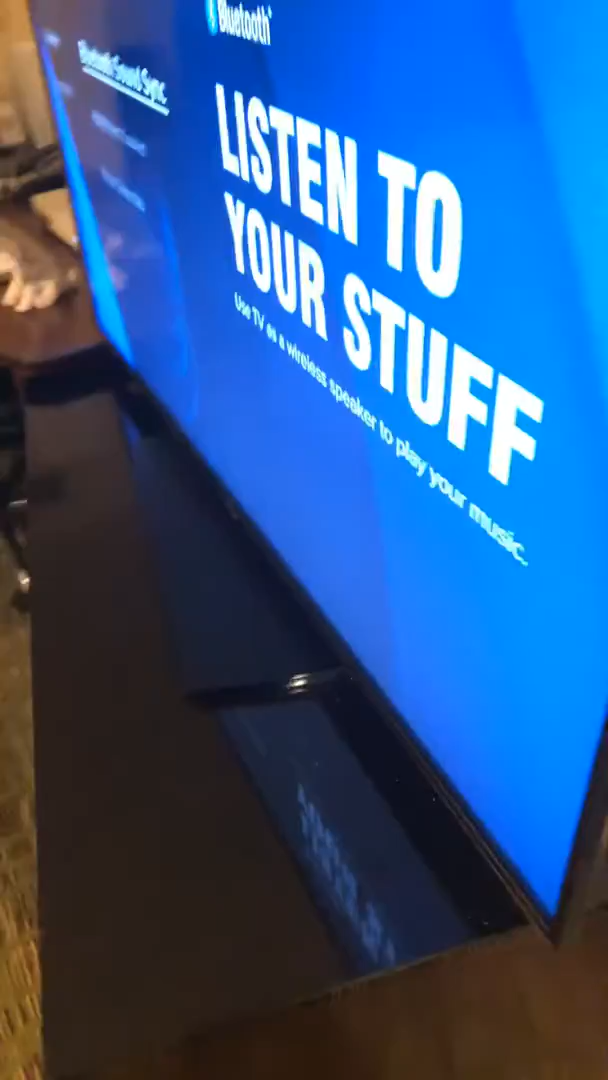 Bluetooth
Bluetooth Sound Sync
LISTEN TO
YOUR STUFF
Use TV as a wireless speaker to play your music.